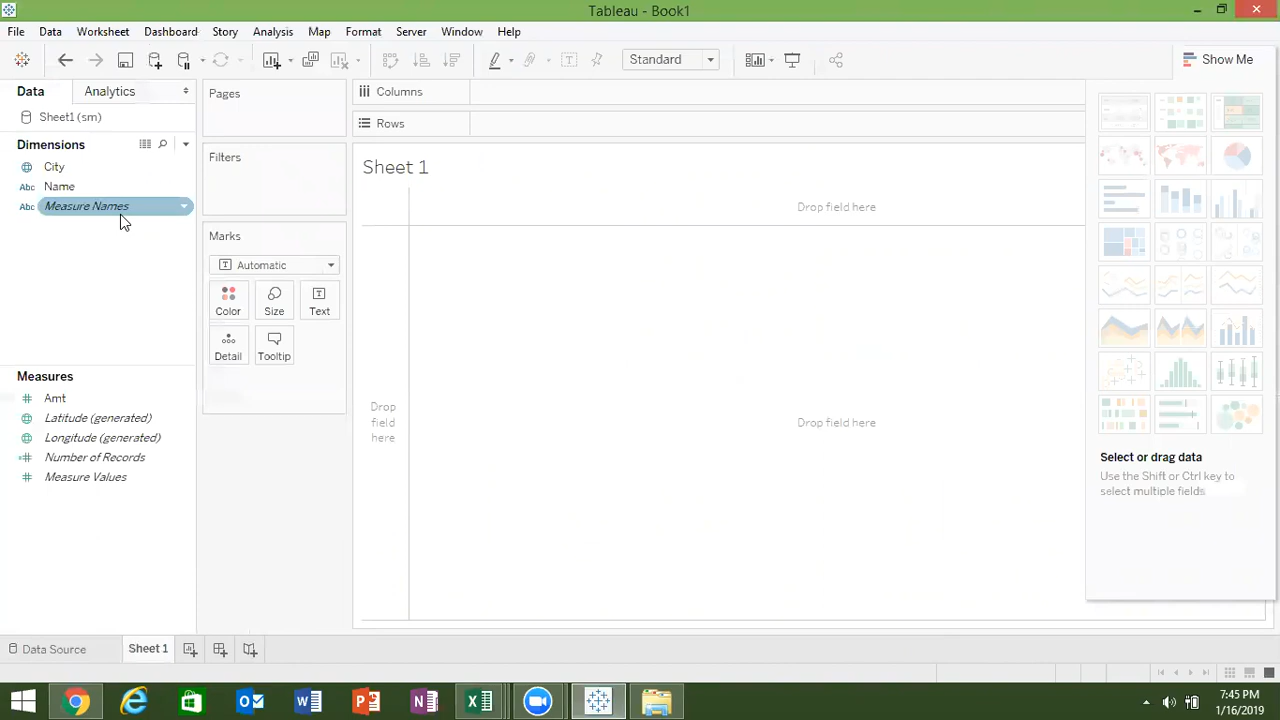 Tableau - Book1
File Data Worksheet Dashboard Story Analysis Map Format Server Window Help
Standard
Show Me
Data Analytics
Sheet1 (sm)
Dimensions
City
Abc Name
Abc Measure Names
Measures
Amt
Latitude (generated)
Longitude (generated)
Number of Records
Measure Values
Pages
Filters
Marks
Automatic
Color Size Text
Detail Tooltip
Columns
Rows
Sheet 1
Drop field here
Drop
field
here
Drop field here
Select or drag data
Use the Shift or Ctrl key to
select multiple fields
Data Source Sheet 1
7:45 PM
1/16/2019